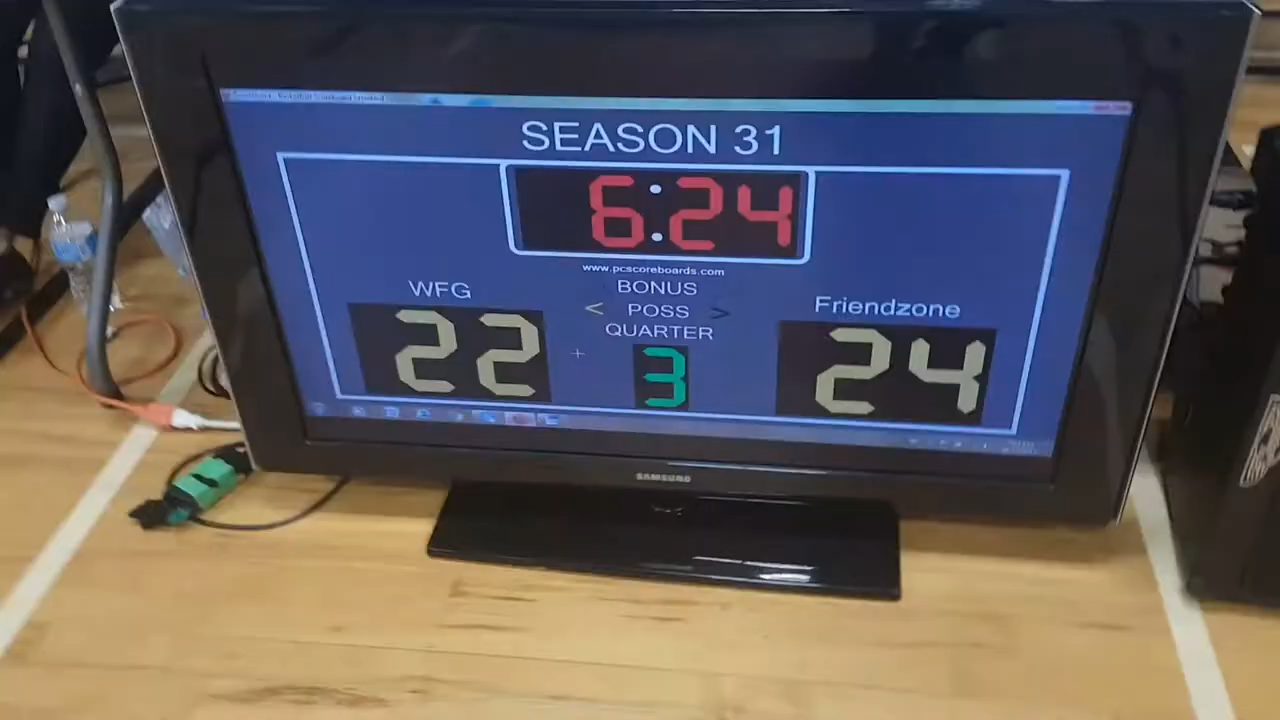 SEASON 31
6:24
www.pcscoreboards.com
WFG
BONUS
< POSS >
Friendzone
QUARTER
22
3
24
SAMSUNG